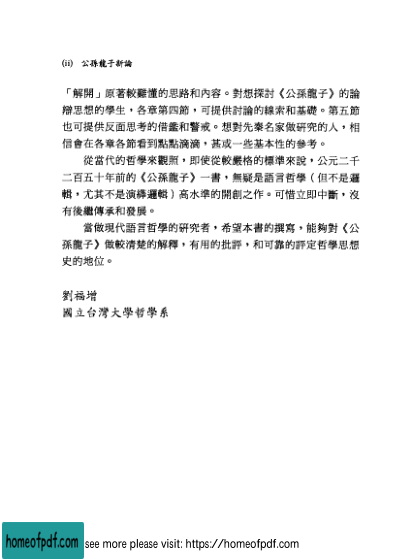 (ii) 公孫龍子新論
「解開」原著較難懂的思路和內容。對想探討《公孫龍子》的論
辯思想的學生，各章第四節，可提供討論的線索和基礎。第五節
也可提供反面思考的借鑑和警戒。想對先秦名家做研究的人，相
信會在各章各節看到點點滴滴，甚或一些基本性的參考。
從當代的哲學來觀照，即使從較嚴格的標準來說，公元二千
二百五十年前的《公孫龍子》一書，無疑是語言哲學（但不是邏
輯，尤其不是演繹邏輯）高水準的開創之作。可惜立即中斷，沒
有後繼傳承和發展。
當做現代語言哲學的研究者，希望本書的撰寫，能夠對《公
孫龍子》做較清楚的解釋，有用的批評，和可靠的評定哲學思想
史的地位。
劉福增
國立台灣大學哲學系
homeofpdf.com see more please visit: https://homeofpdf.com